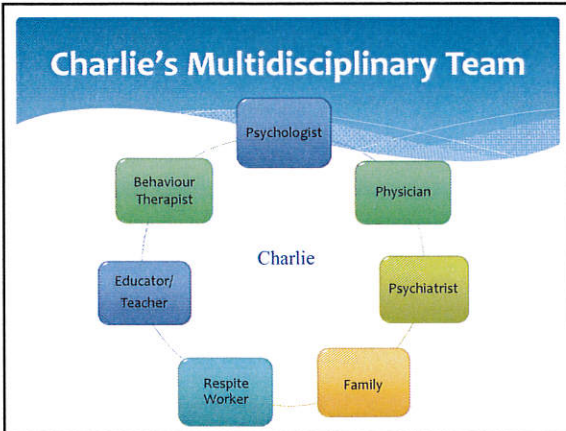 Charlie's Multidisciplinary Team
Psychologist
Behaviour
Therapist
Physician
Charlie
Educator/
Teacher
Psychiatrist
Respite
Worker
Family